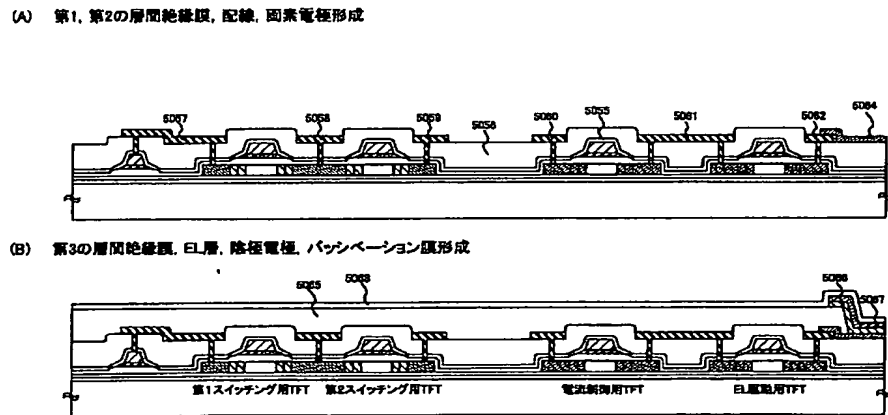 (A) 第1, 第2の層間絶縁膜, 配線, 画素電極形成
5057 5058 5059 5056 5060 5055 5061 5062 5064
(B) 第3の層間絶縁膜, EL層, 陰極電極, パッシベーション膜形成
5065 5068 5066 5067
第1スイッチング用TFT 第2スイッチング用TFT 電流制御用TFT EL駆動用TFT